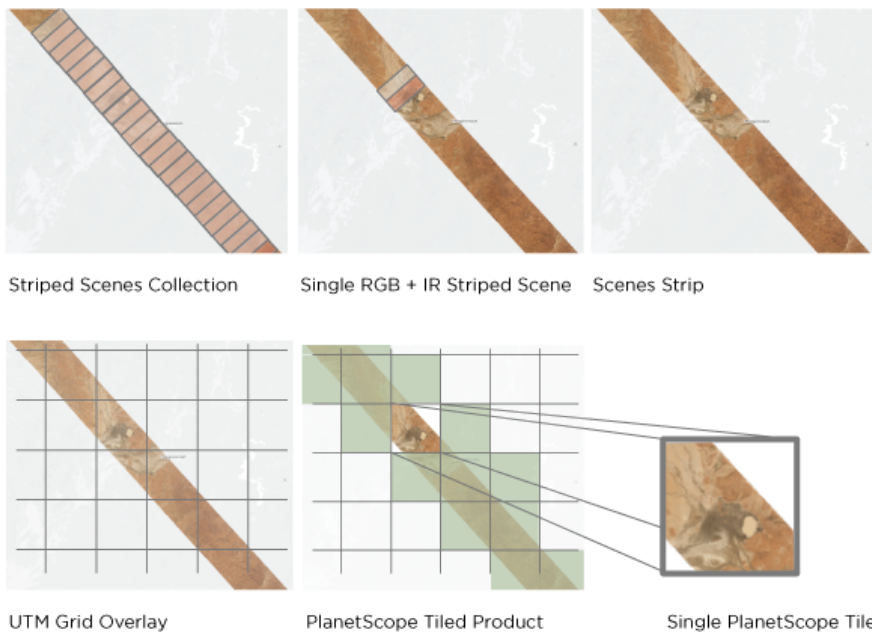 Striped Scenes Collection
Single RGB + IR Striped Scene
Scenes Strip
UTM Grid Overlay
PlanetScope Tiled Product
Single PlanetScope Tile